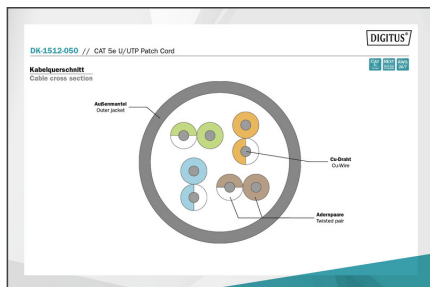 DIGITUS®
DK-1512-050 // CAT 5e U/UTP Patch Cord
Kabelquerschnitt
Cable cross section
Außenmantel
Outer jacket
Cu-Draht
Cu-Wire
Adernpaare
Twisted pair